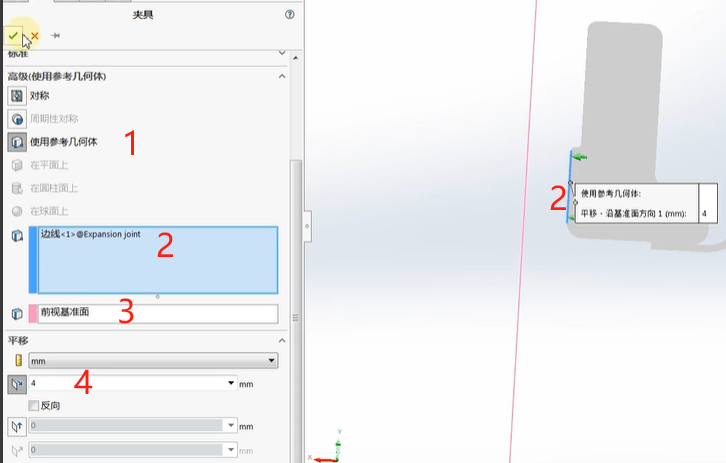 夹具
标准
高级(使用参考几何体)
对称
周期性对称
使用参考几何体
1
在平面上
在圆柱面上
在球面上
边线<1>@Expansion joint
2
前视基准面
3
平移
mm
4
4
mm
反向
0
mm
0
mm
2
使用参考几何体:
平移 - 沿基准面方向 1 (mm):
4
Y
X